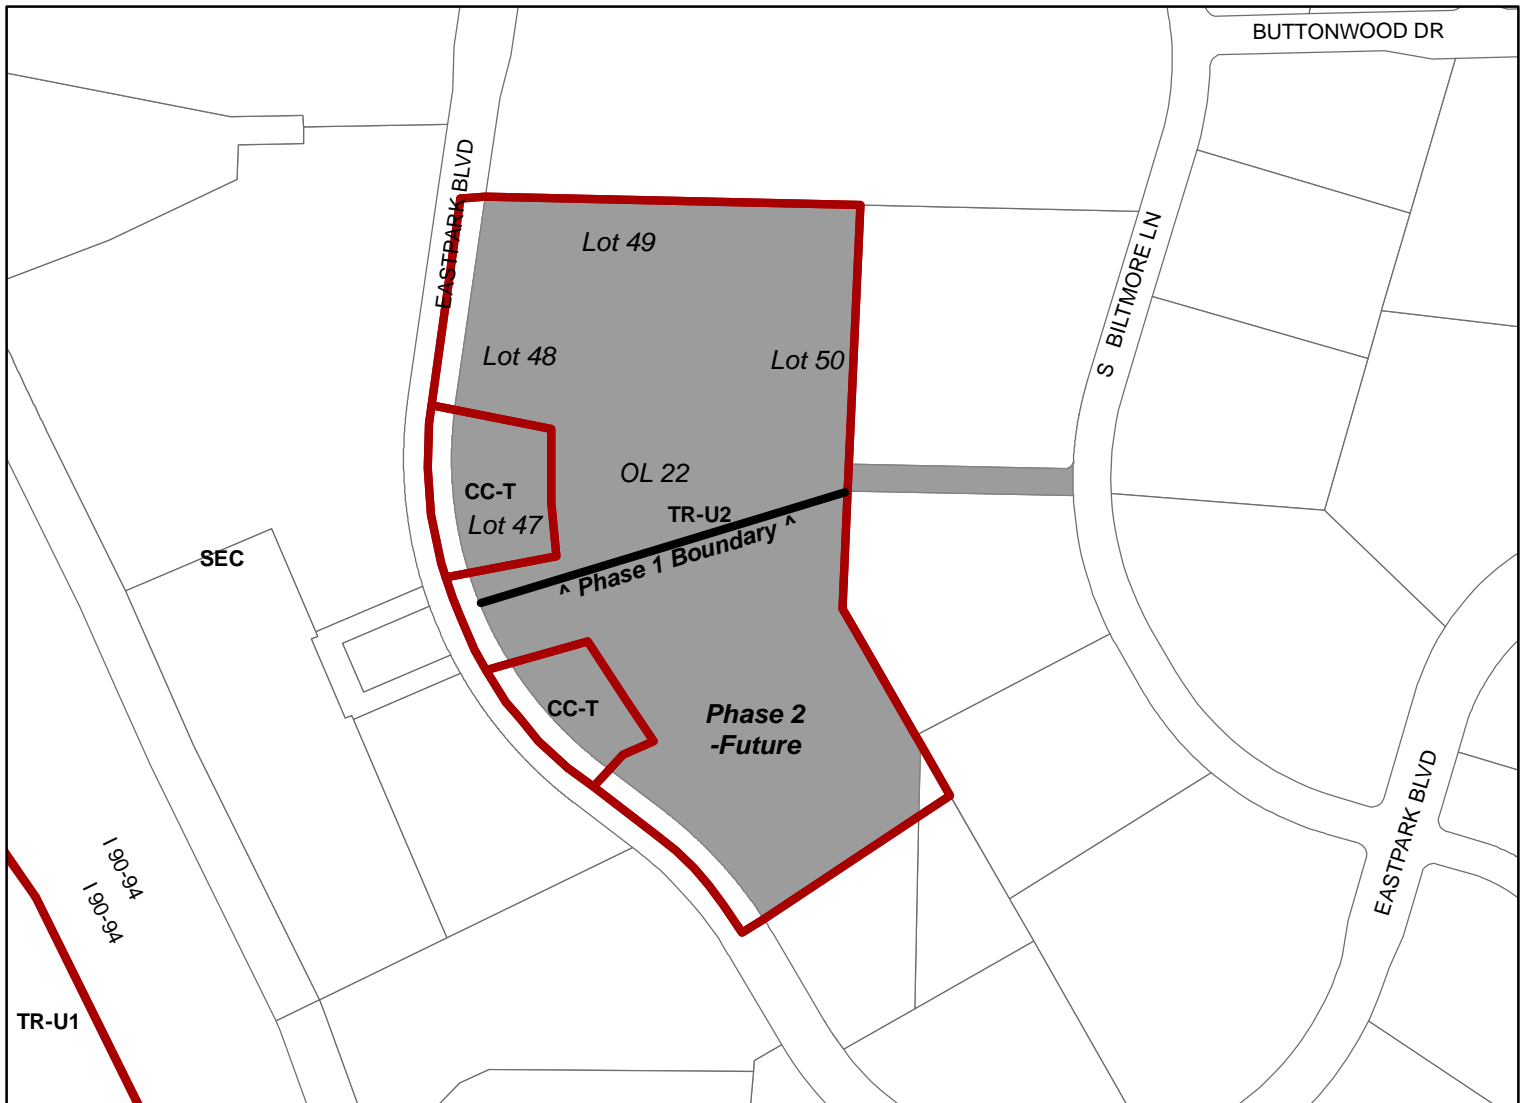 BUTTONWOOD DR
EASTPARK BLVD
Lot 49
S BILTMORE LN
Lot 48
Lot 50
OL 22
CC-T
Lot 47
TR-U2
^ Phase 1 Boundary ^
SEC
CC-T
Phase 2
-Future
EASTPARK BLVD
I 90-94
I 90-94
TR-U1